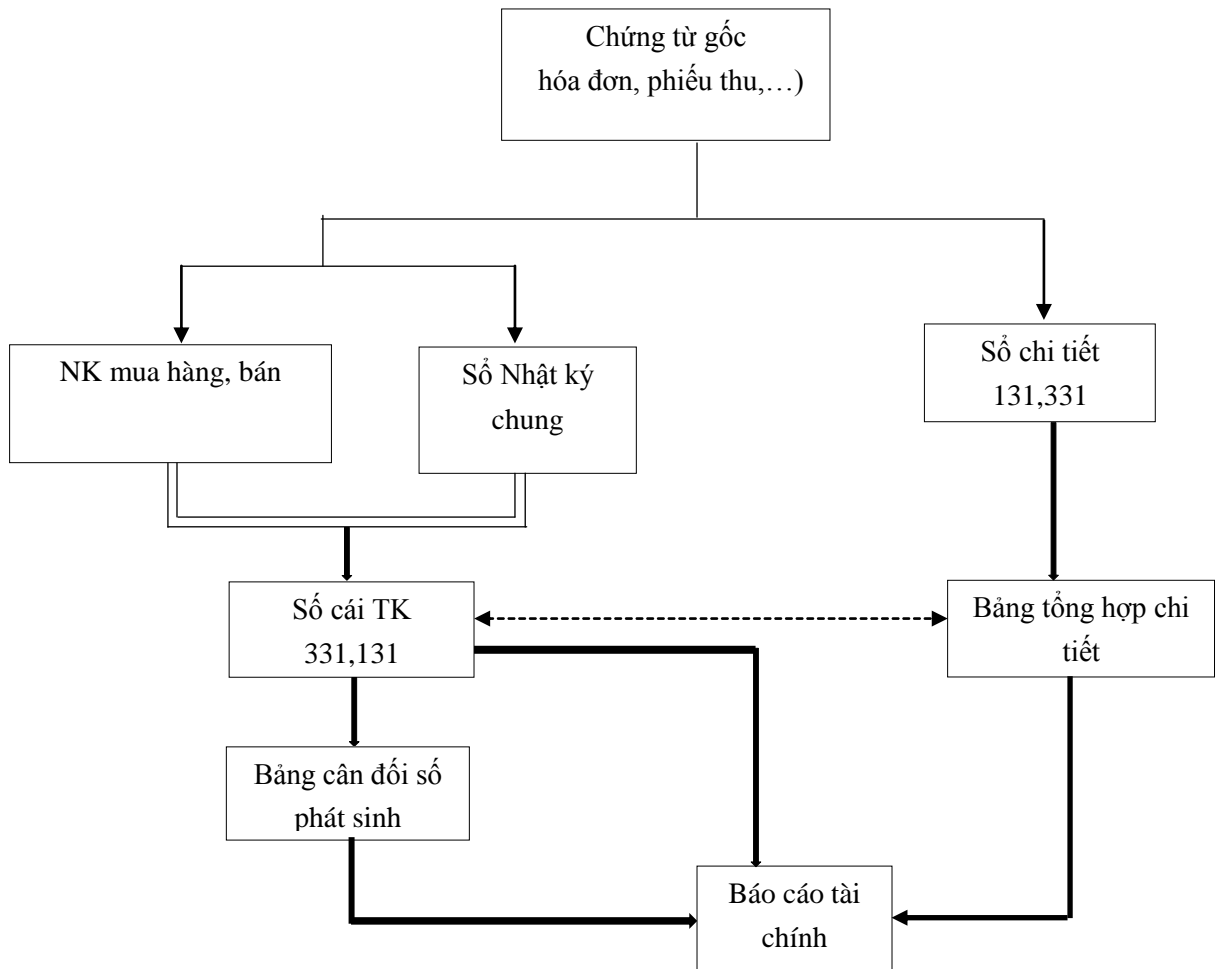 Chứng từ gốc
hóa đơn, phiếu thu,…)
NK mua hàng, bán
Sổ Nhật ký
chung
Sổ chi tiết
131,331
Số cái TK
331,131
Bảng tổng hợp chi
tiết
Bảng cân đối số
phát sinh
Báo cáo tài
chính